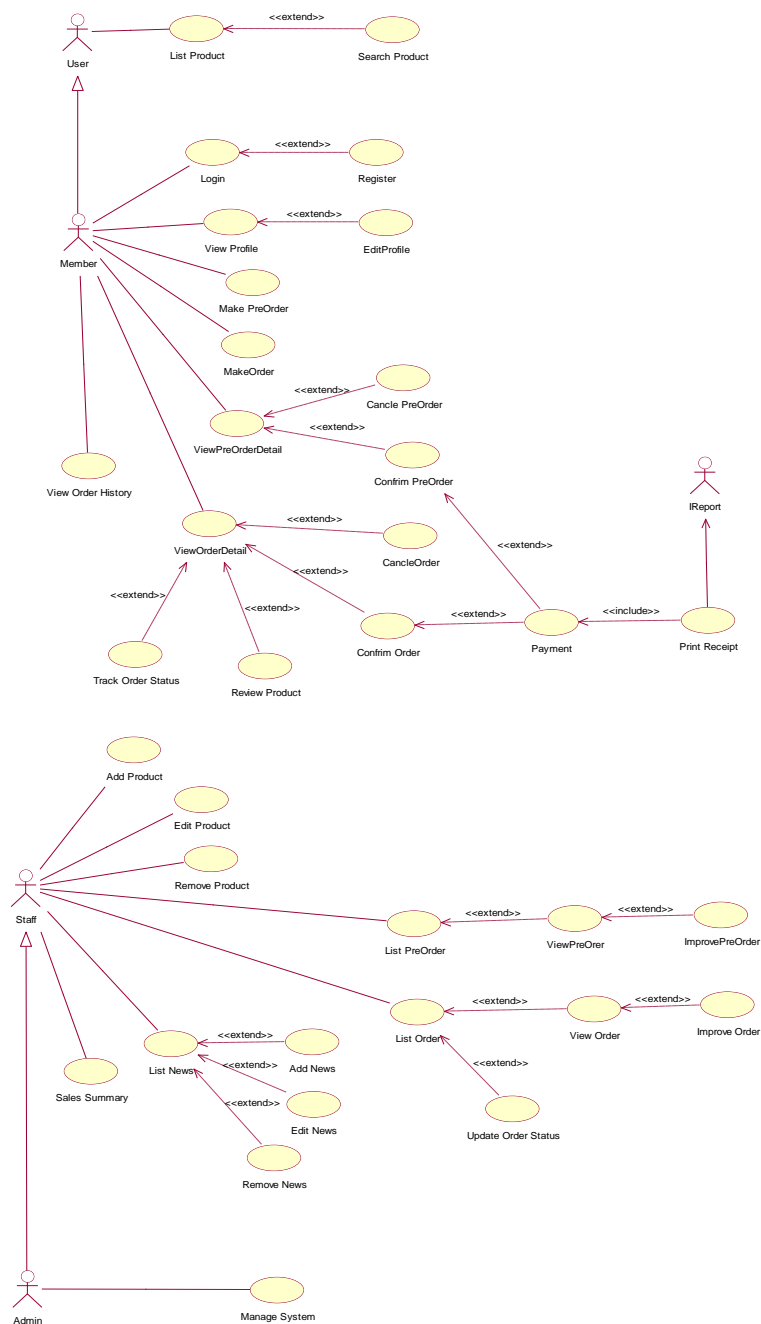 <<extend>>
User
List Product
Search Product
<<extend>>
Login
Register
<<extend>>
View Profile
EditProfile
Member
Make PreOrder
MakeOrder
<<extend>>
Cancle PreOrder
<<extend>>
ViewPreOrderDetail
Confrim PreOrder
View Order History
IReport
<<extend>>
ViewOrderDetail
CancleOrder
<<extend>>
<<extend>>
<<extend>>
<<extend>>
<<extend>>
<<include>>
Track Order Status
Review Product
Confrim Order
Payment
Print Receipt
Add Product
Edit Product
Remove Product
Staff
<<extend>>
<<extend>>
List PreOrder
ViewPreOrer
ImprovePreOrder
<<extend>>
<<extend>>
List Order
View Order
Improve Order
<<extend>>
List News
Add News
<<extend>>
<<extend>>
Sales Summary
<<extend>>
Edit News
Update Order Status
Remove News
Admin
Manage System